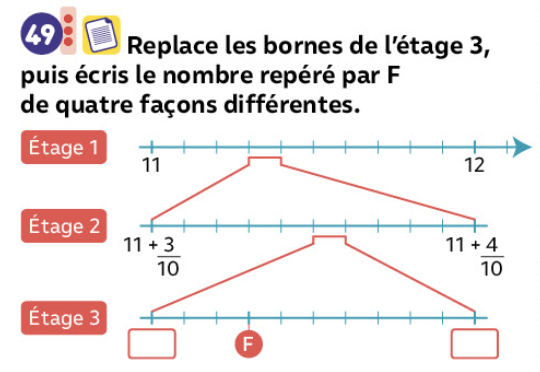 49
Replace les bornes de l'étage 3,
puis écris le nombre repéré par F
de quatre façons différentes.
Étage 1
11 12
Étage 2
11 + 3/10 11 + 4/10
Étage 3
F